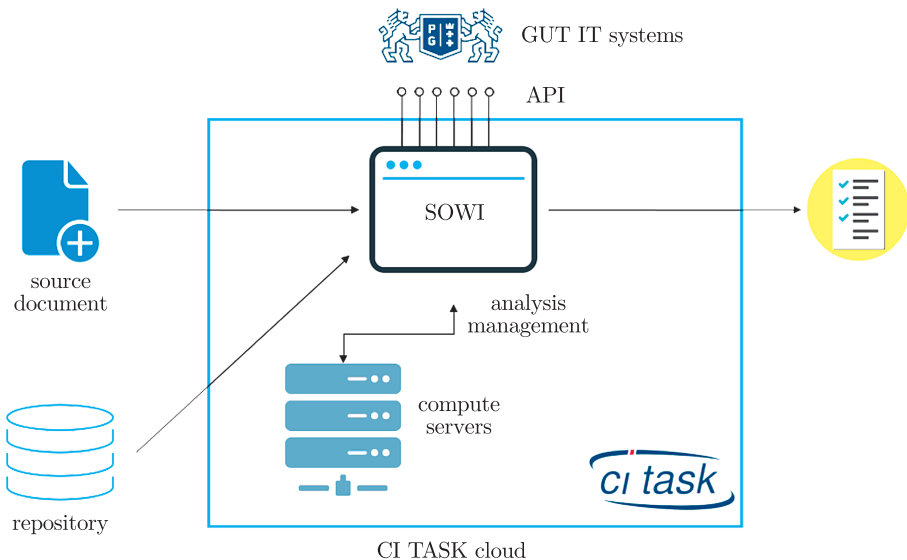 P G
GUT IT systems
API
SOWI
source
document
analysis
management
compute
servers
repository
ci task
CI TASK cloud